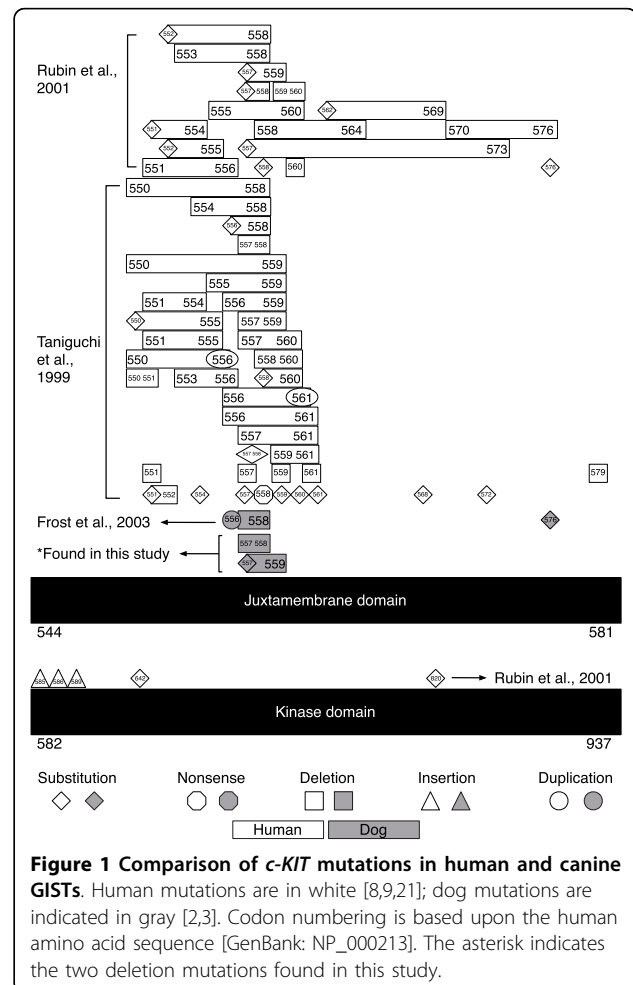 552 558
553 558
Rubin et al., 2001
557 559
557 558 559 560
555 560 562 569
551 554 558 564 570 576
552 555 557 573
551 556 558 560 576
550 558
554 558
556 558
557 558
550 559
555 559
551 554 556 559
550 555 557 559
Taniguchi et al., 1999
551 555 557 560
550 556 558 560
550 551 553 556 558 560
556 561
556 561
557 561
557 558 559 561
551 557 559 561 579
551 552 554 557 558 559 560 561 568 572
Frost et al., 2003 556 558 576
557 558
*Found in this study
557 559
Juxtamembrane domain
544 581
585 586 589 642 820 Rubin et al., 2001
Kinase domain
582 937
Substitution Nonsense Deletion Insertion Duplication
Human Dog
Figure 1 Comparison of c-KIT mutations in human and canine
GISTs. Human mutations are in white [8,9,21]; dog mutations are
indicated in gray [2,3]. Codon numbering is based upon the human
amino acid sequence [GenBank: NP_000213]. The asterisk indicates
the two deletion mutations found in this study.